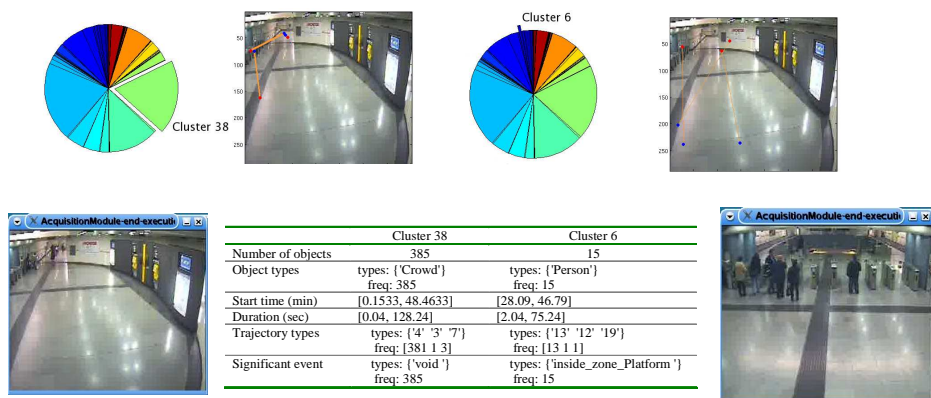 Cluster 6
Cluster 38
50
100
150
200
250
50
100
150
200
250
AcquisitionModule-end-executi
AcquisitionModule-end-executi
Cluster 38 Cluster 6
Number of objects 385 15
Object types types: {'Crowd'} types: {'Person'}
freq: 385 freq: 15
Start time (min) [0.1533, 48.4633] [28.09, 46.79]
Duration (sec) [0.04, 128.24] [2.04, 75.24]
Trajectory types types: {'4' '3' '7'} types: {'13' '12' '19'}
freq: [381 1 3] freq: [13 1 1]
Significant event types: {'void '} types: {'inside_zone_Platform '}
freq: 385 freq: 15